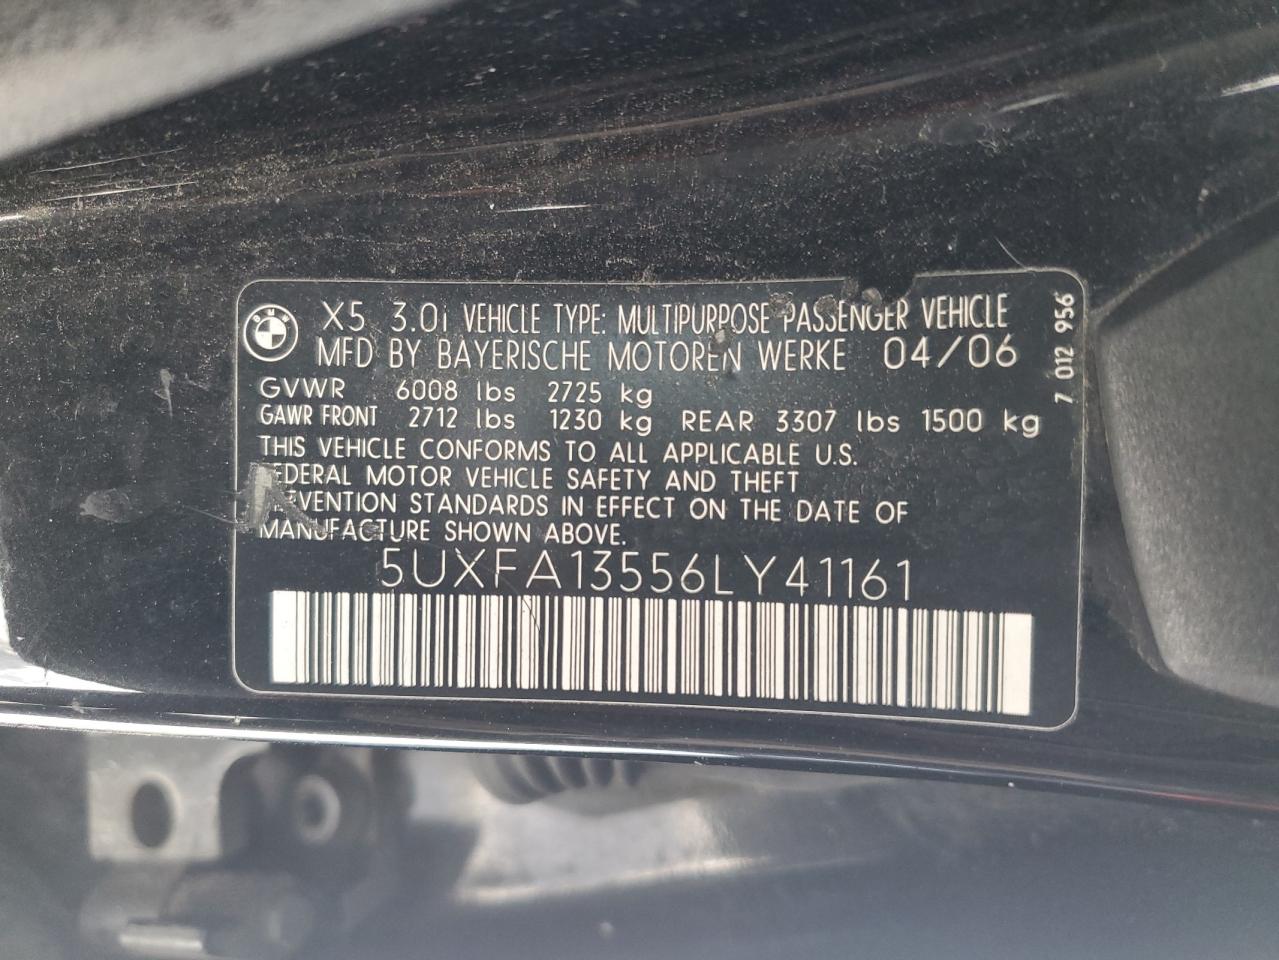 BMW
X5 3.0i VEHICLE TYPE: MULTIPURPOSE PASSENGER VEHICLE
MFD BY BAYERISCHE MOTOREN WERKE 04/06
GVWR 6008 lbs 2725 kg
GAWR FRONT 2712 lbs 1230 kg REAR 3307 lbs 1500 kg
THIS VEHICLE CONFORMS TO ALL APPLICABLE U.S.
FEDERAL MOTOR VEHICLE SAFETY AND THEFT
PREVENTION STANDARDS IN EFFECT ON THE DATE OF
MANUFACTURE SHOWN ABOVE.
5UXFA13556LY41161
7 012 956